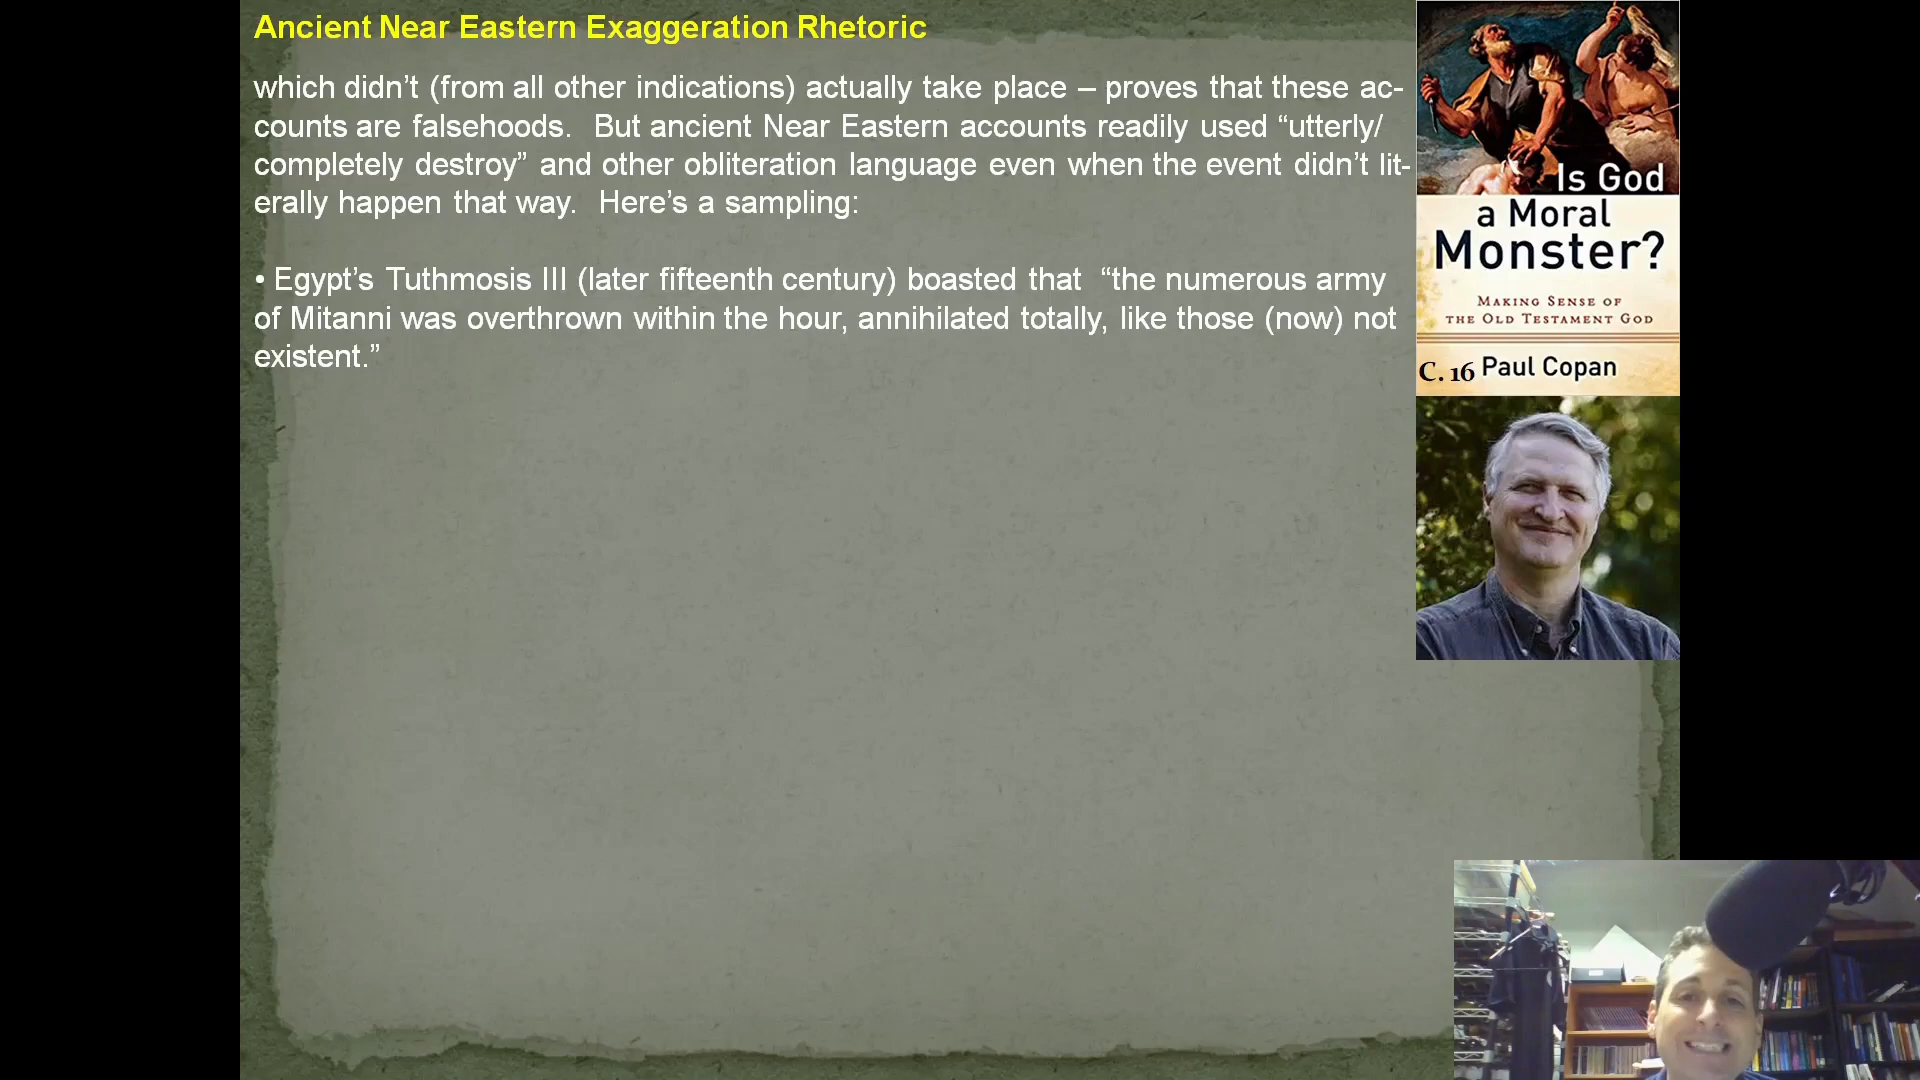 Ancient Near Eastern Exaggeration Rhetoric
which didn’t (from all other indications) actually take place – proves that these ac-
counts are falsehoods.  But ancient Near Eastern accounts readily used “utterly/
completely destroy” and other obliteration language even when the event didn’t lit-
erally happen that way.  Here’s a sampling:
• Egypt’s Tuthmosis III (later fifteenth century) boasted that  “the numerous army
of Mitanni was overthrown within the hour, annihilated totally, like those (now) not
existent.”
Is God
a Moral
Monster?
Making Sense of
the Old Testament God
C. 16 Paul Copan